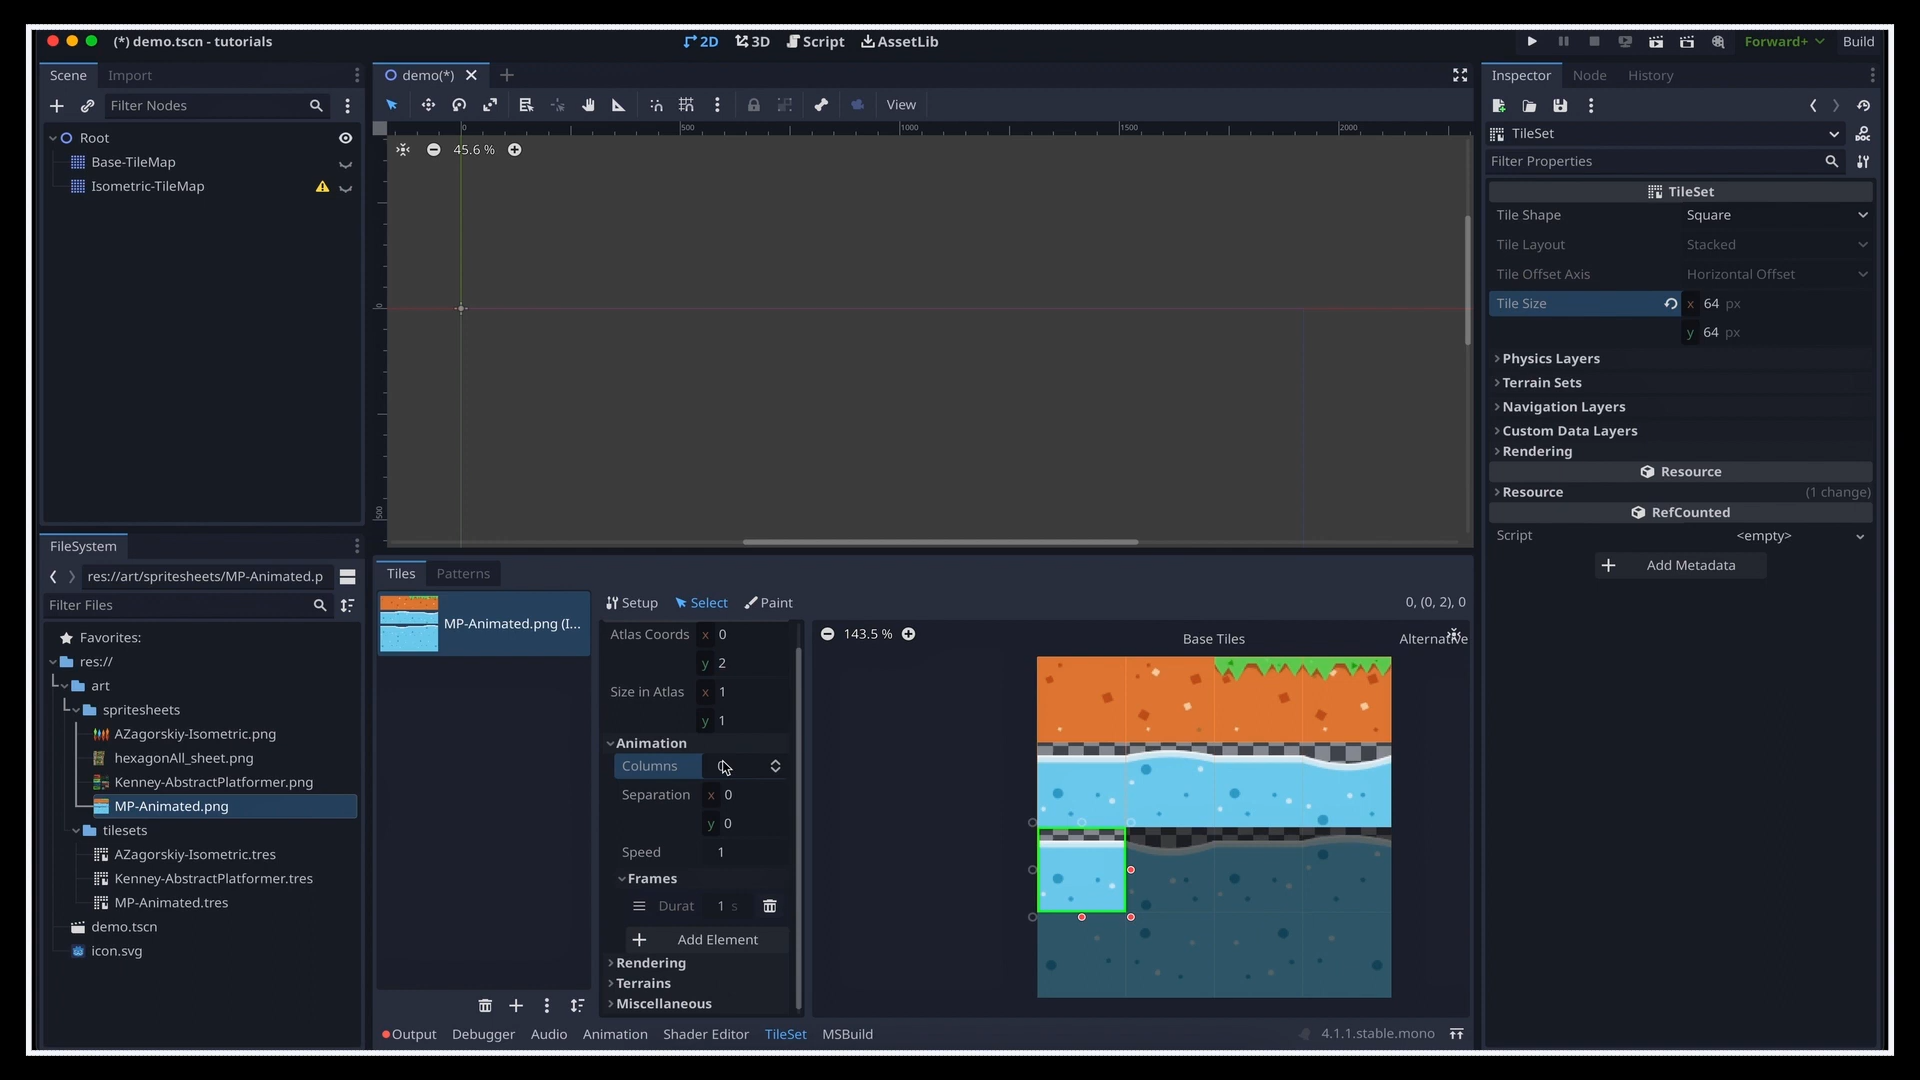 (*) demo.tscn - tutorials
2D 3D Script AssetLib
Forward+ Build
Scene Import
Filter Nodes
Root
Base-TileMap
Isometric-TileMap
demo(*)
View
0 500 1000 1500 2000
45.6 %
0
500
FileSystem
res://art/spritesheets/MP-Animated.p
Filter Files
Favorites:
res://
art
spritesheets
AZagorskiy-Isometric.png
hexagonAll_sheet.png
Kenney-AbstractPlatformer.png
MP-Animated.png
tilesets
AZagorskiy-Isometric.tres
Kenney-AbstractPlatformer.tres
MP-Animated.tres
demo.tscn
icon.svg
Tiles Patterns
MP-Animated.png (I...
Setup Select Paint
0, (0, 2), 0
Atlas Coords x 0
y 2
Size in Atlas x 1
y 1
Animation
Columns
Separation x 0
y 0
Speed 1
Frames
Durat 1 s
Add Element
Rendering
Terrains
Miscellaneous
143.5 %
Base Tiles
Alternative
Output Debugger Audio Animation Shader Editor TileSet MSBuild
4.1.1.stable.mono
Inspector Node History
TileSet
Filter Properties
TileSet
Tile Shape Square
Tile Layout Stacked
Tile Offset Axis Horizontal Offset
Tile Size x 64 px
y 64 px
Physics Layers
Terrain Sets
Navigation Layers
Custom Data Layers
Rendering
Resource
Resource (1 change)
RefCounted
Script <empty>
Add Metadata